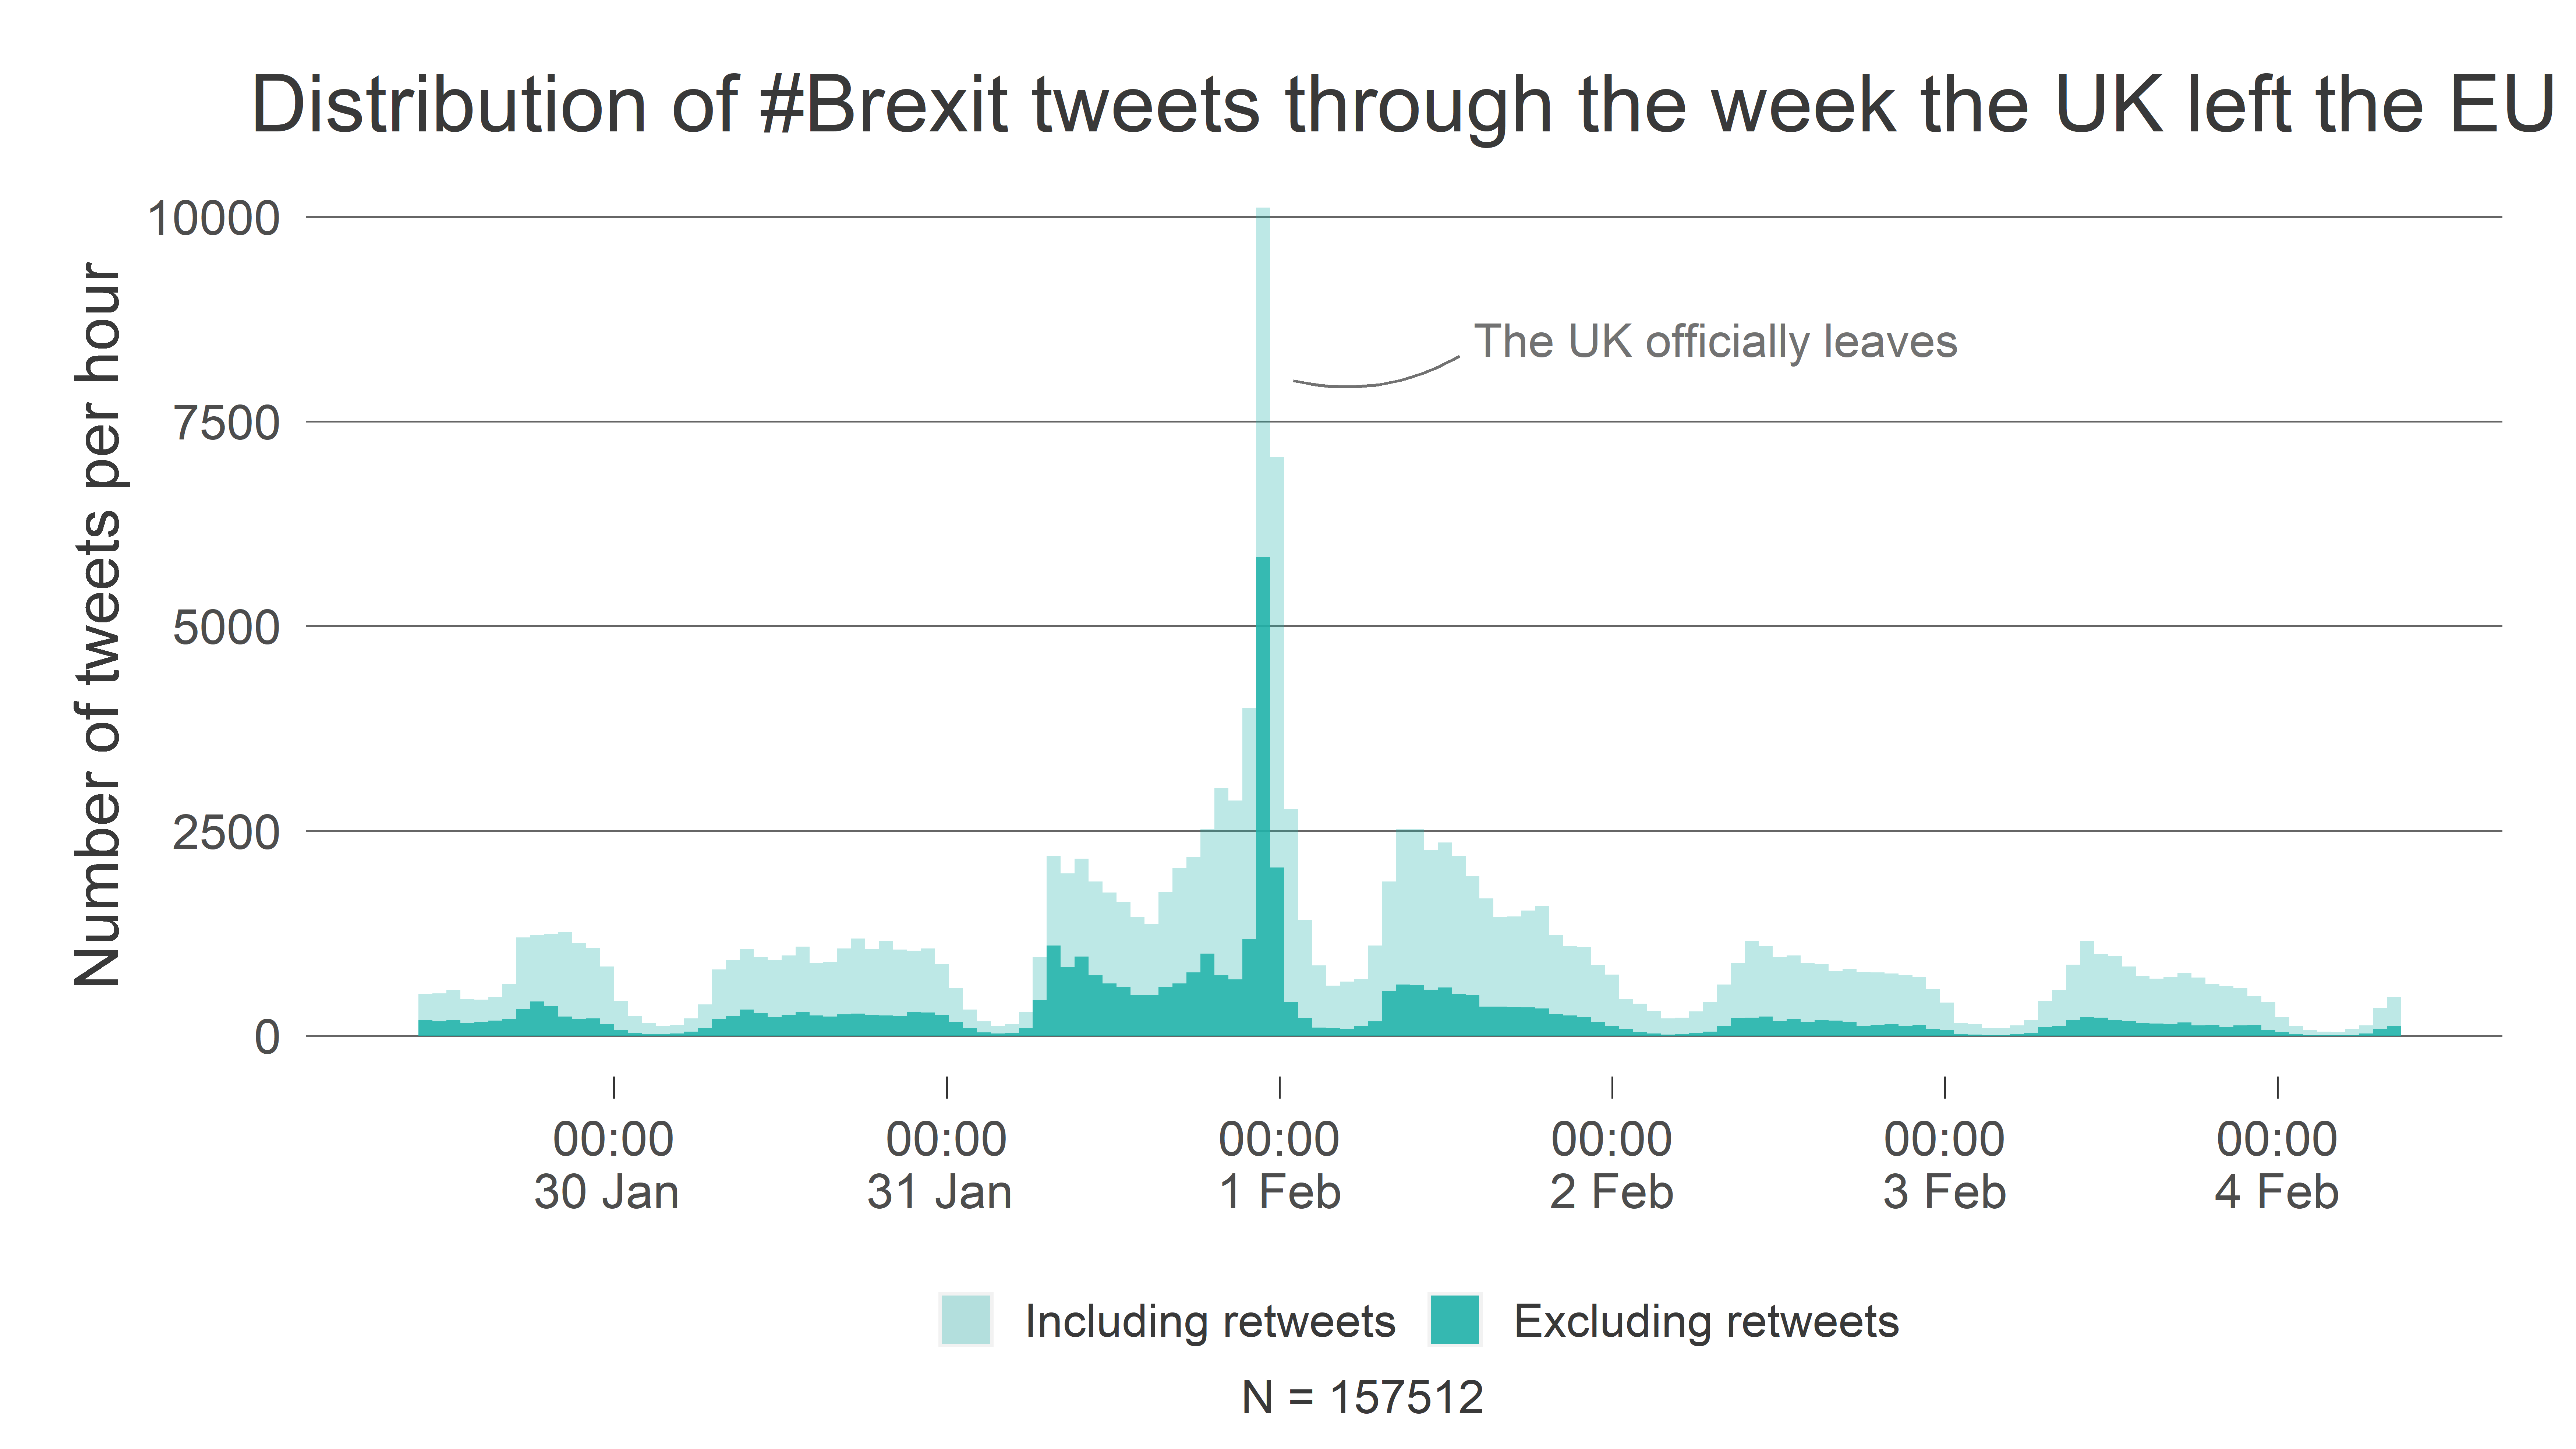 Distribution of #Brexit tweets through the week the UK left the EU
Number of tweets per hour
10000
7500
5000
2500
0
The UK officially leaves
00:00
30 Jan
00:00
31 Jan
00:00
1 Feb
00:00
2 Feb
00:00
3 Feb
00:00
4 Feb
Including retweets
Excluding retweets
N = 157512